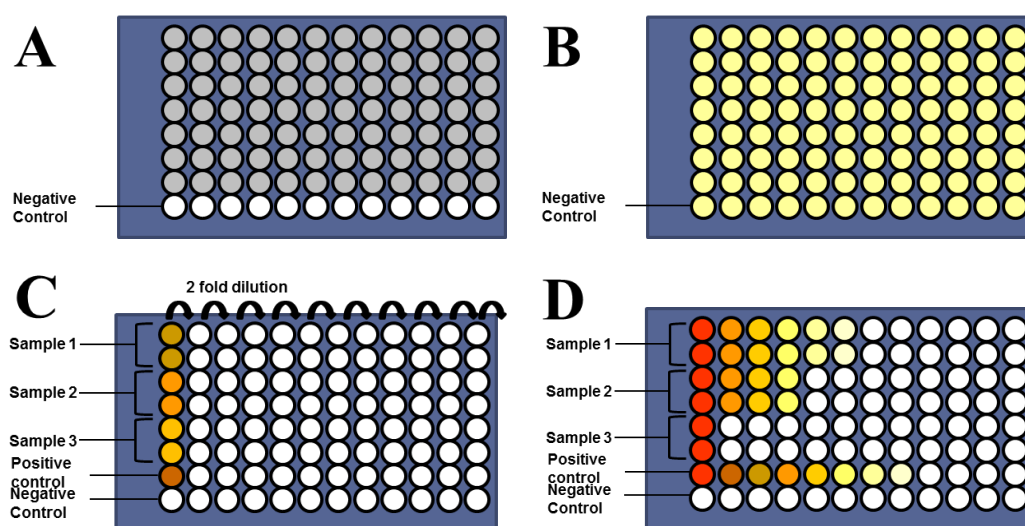 A
Negative
Control
B
Negative
Control
C
2 fold dilution
Sample 1
Sample 2
Sample 3
Positive
control
Negative
Control
D
Sample 1
Sample 2
Sample 3
Positive
control
Negative
Control